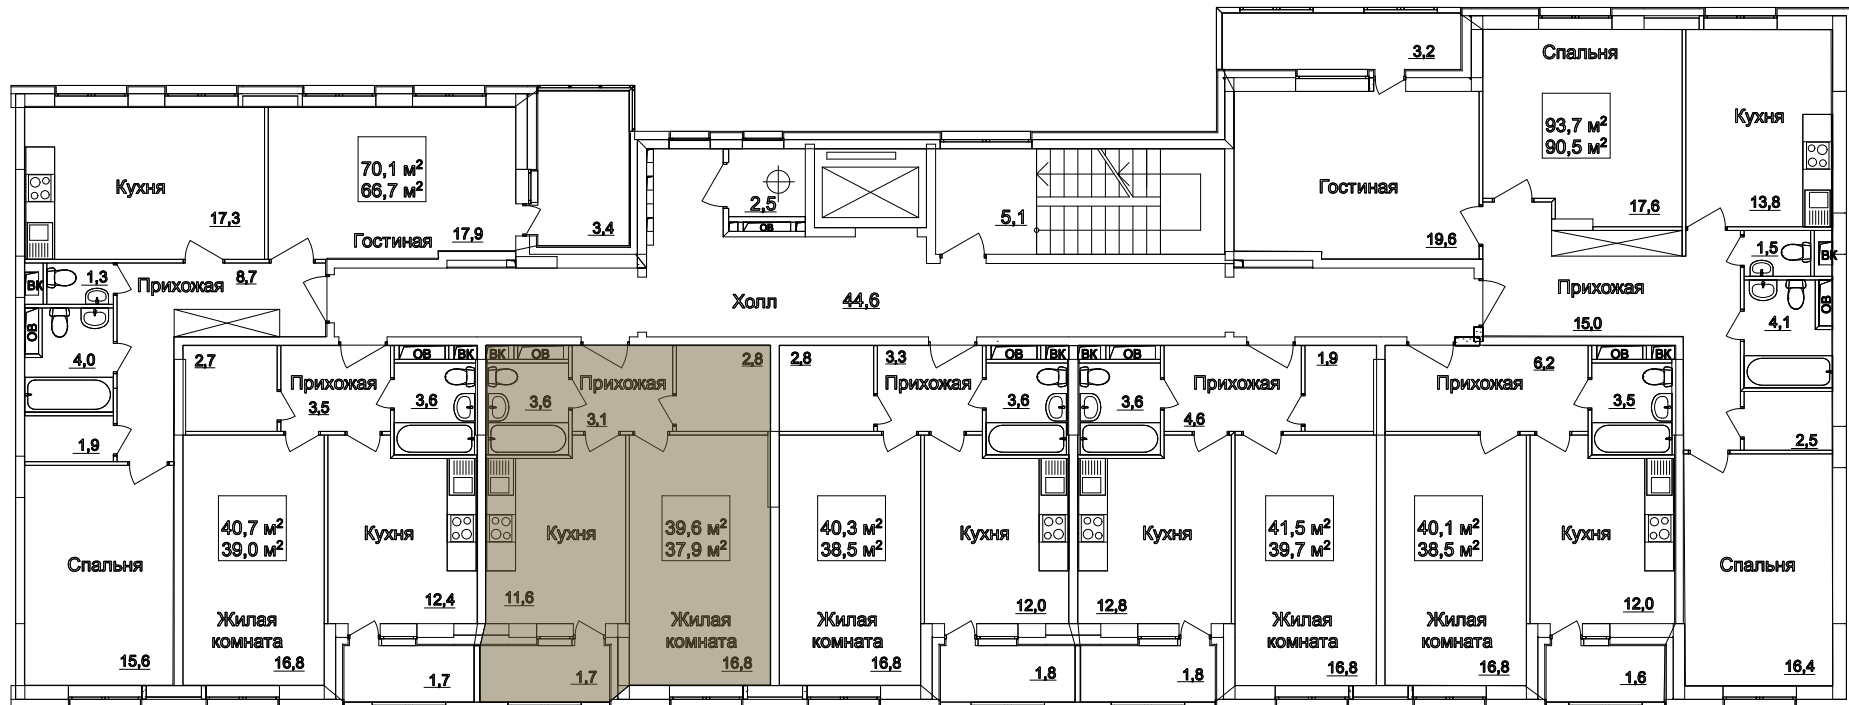 3,2
Спальня
Кухня
93,7 м²
90,5 м²
70,1 м²
66,7 м²
Кухня
Гостиная
17,3
17,9
Гостиная
3,4
2,5
ОВ
5,1
19,6
17,6
13,8
1,5
ВК
1,3
ВК
Прихожая
8,7
Холл
44,6
Прихожая
15,0
4,1
ОВ
ОВ
4,0
2,7
Прихожая
3,5
ОВ
ВК
3,6
ВК
ОВ
3,6
Прихожая
3,1
2,8
2,8
3,3
Прихожая
ОВ
ВК
3,6
ВК
ОВ
3,6
Прихожая
4,6
1,9
Прихожая
6,2
ОВ
ВК
3,5
2,5
1,9
40,7 м²
39,0 м²
Кухня
Кухня
39,6 м²
37,9 м²
40,3 м²
38,5 м²
Кухня
Кухня
41,5 м²
39,7 м²
40,1 м²
38,5 м²
Кухня
Спальня
Спальня
12,4
11,6
12,0
12,8
12,0
Жилая
комната
Жилая
комната
Жилая
комната
Жилая
комната
Жилая
комната
15,6
16,8
1,7
1,7
16,8
16,8
1,8
1,8
16,8
16,8
1,6
16,4